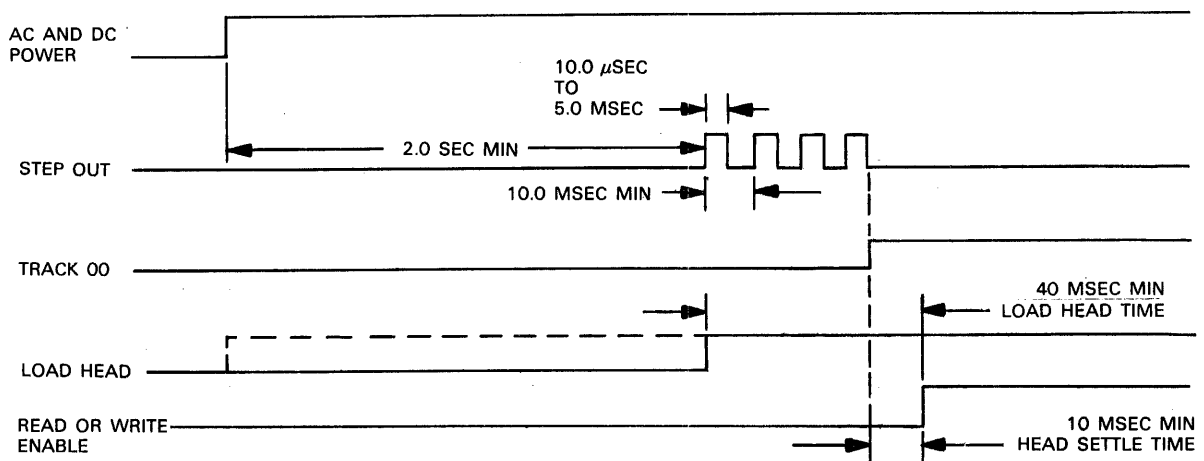 AC AND DC
POWER
10.0 μSEC
TO
5.0 MSEC
2.0 SEC MIN
STEP OUT
10.0 MSEC MIN
TRACK 00
40 MSEC MIN
LOAD HEAD TIME
LOAD HEAD
READ OR WRITE
ENABLE
10 MSEC MIN
HEAD SETTLE TIME